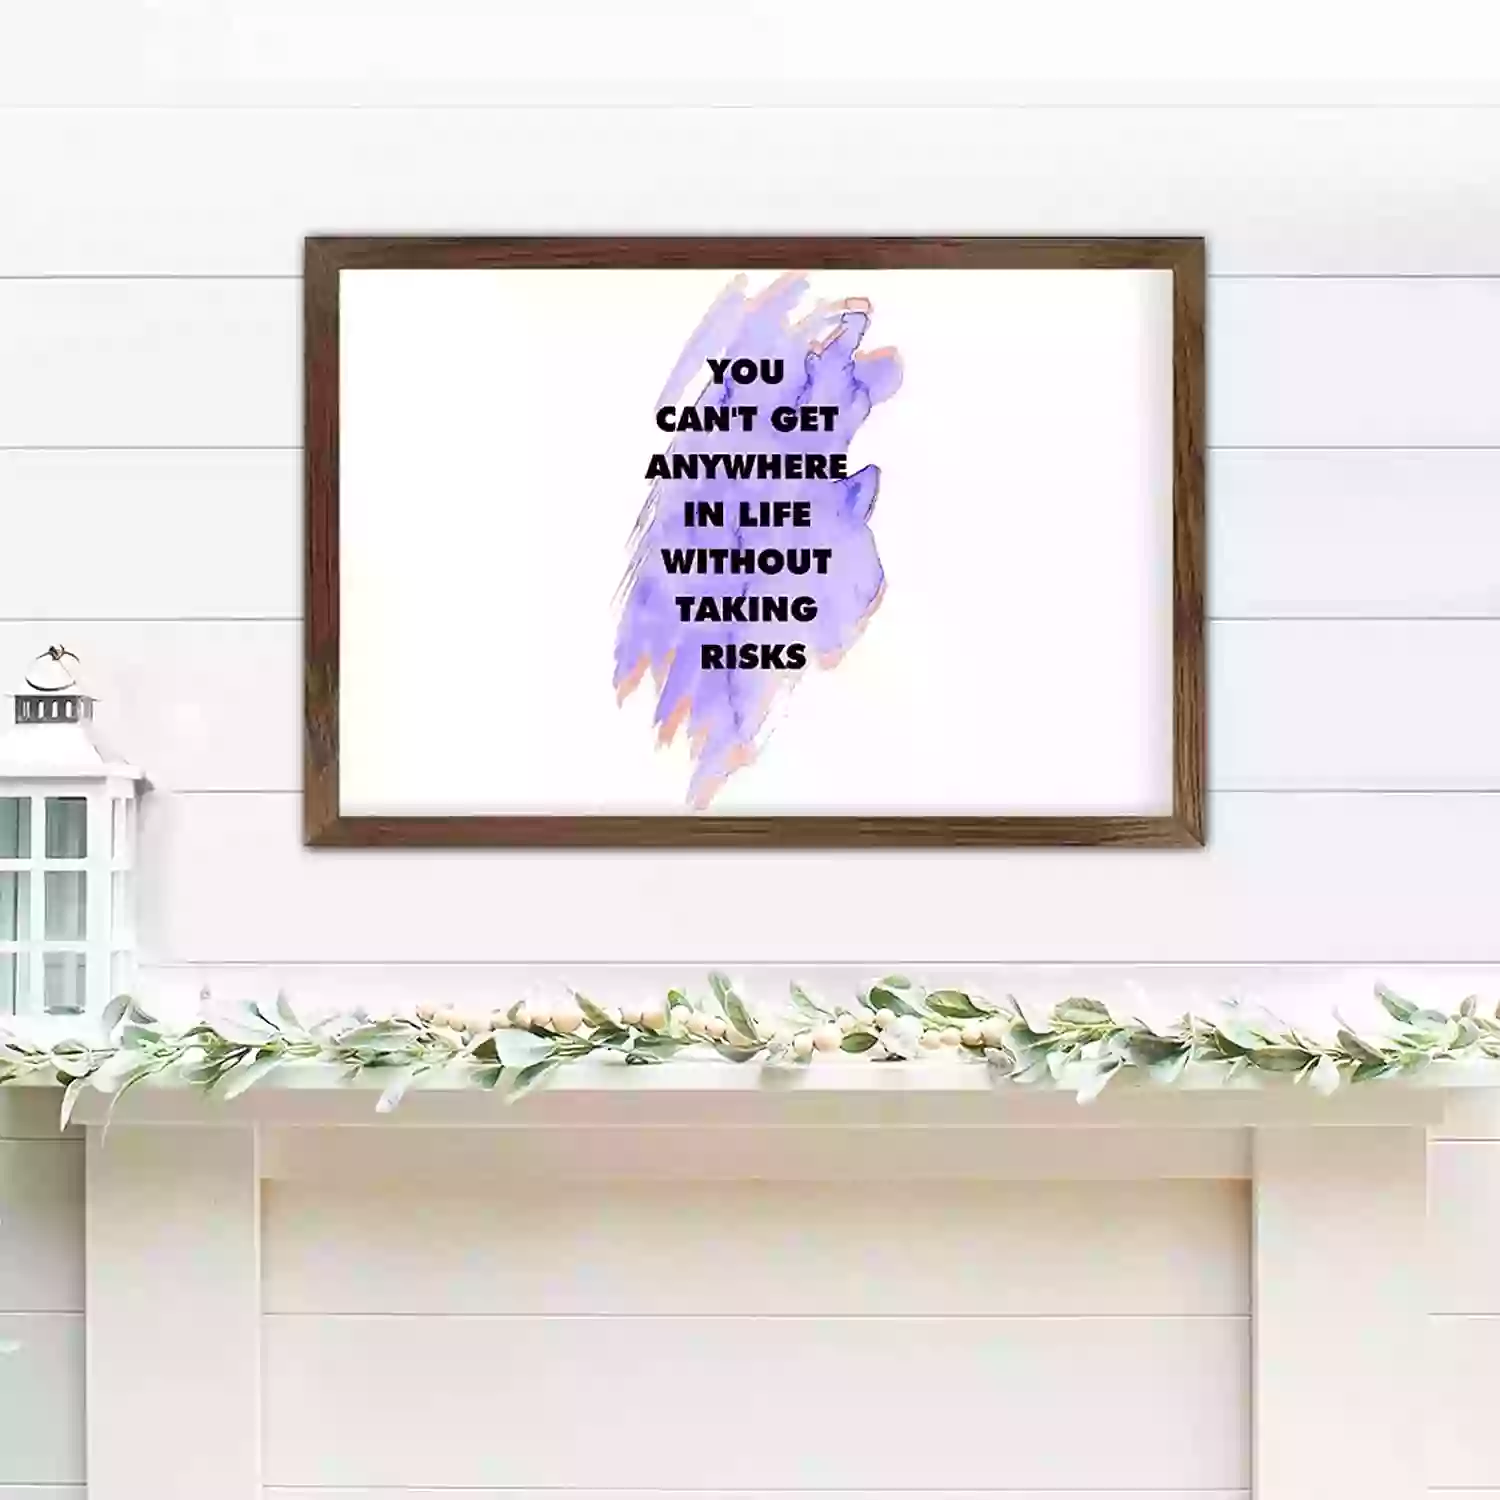 YOU
CAN'T GET
ANYWHERE
IN LIFE
WITHOUT
TAKING
RISKS